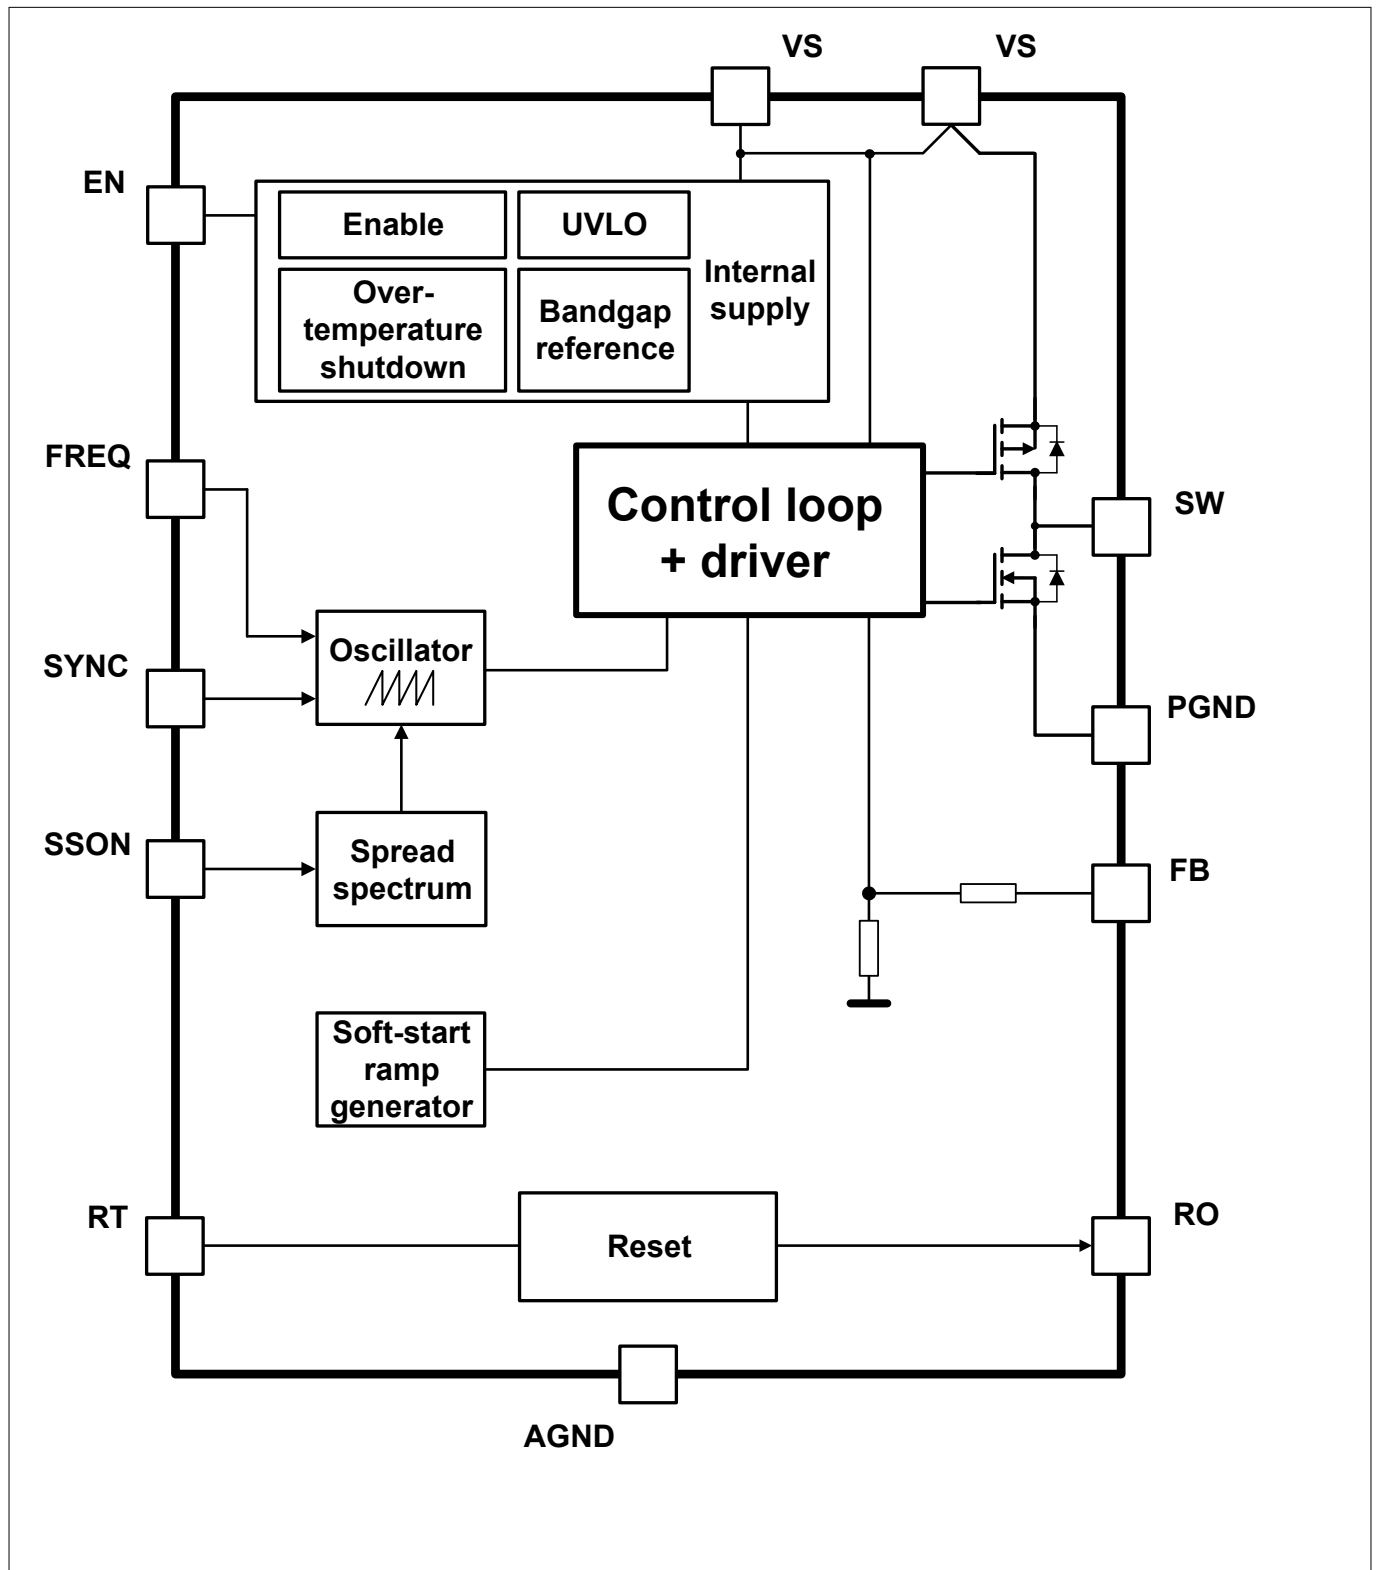 VS
VS
EN
Enable
UVLO
Internal
supply
Over-
temperature
shutdown
Bandgap
reference
FREQ
Control loop
+ driver
SW
SYNC
Oscillator
PGND
SSON
Spread
spectrum
FB
Soft-start
ramp
generator
RT
Reset
RO
AGND